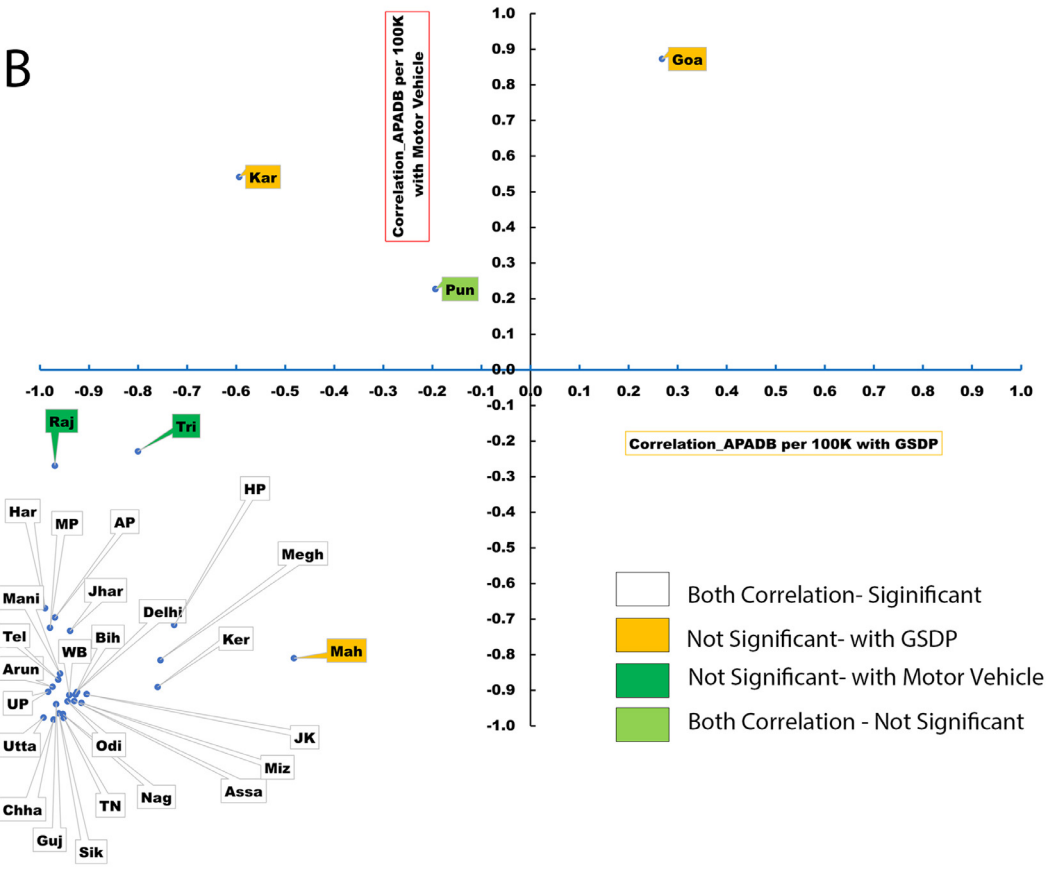 B
Correlation_APADB per 100K
with Motor Vehicle
1.0
0.9
0.8
0.7
0.6
0.5
0.4
0.3
0.2
0.1
0.0
-0.1
-0.2
-0.3
-0.4
-0.5
-0.6
-0.7
-0.8
-0.9
-1.0
-1.0 -0.9 -0.8 -0.7 -0.6 -0.5 -0.4 -0.3 -0.2 -0.1 0.0 0.1 0.2 0.3 0.4 0.5 0.6 0.7 0.8 0.9 1.0
Correlation_APADB per 100K with GSDP
Goa
Kar
Pun
Raj
Tri
HP
Har
MP
AP
Megh
Mani
Jhar
Delhi
Tel
WB
Bih
Ker
Mah
Arun
UP
Utta
Odi
JK
Miz
Assa
Nag
Chha
TN
Guj
Sik
Both Correlation- Siginificant
Not Significant- with GSDP
Not Significant- with Motor Vehicle
Both Correlation - Not Significant